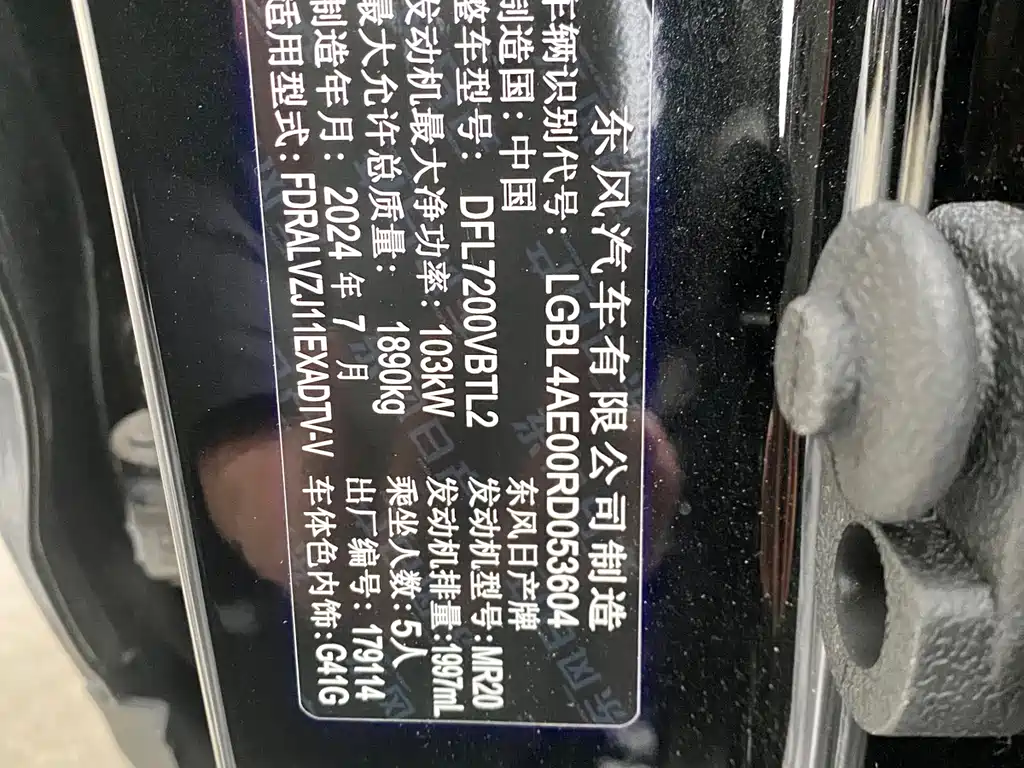 东风汽车有限公司制造
车辆识别代号: LGBL4AE00RD053604
制造国: 中国 东风日产牌
整车型号: DFL7200VBTL2 发动机型号:MR20
发动机最大净功率: 103kW 发动机排量:1997mL
最大允许总质量: 1890kg 乘坐人数:5人
制造年月: 2024 年 7 月 出厂编号: 179114
适用型式: FDRALVZJ11EXADTV-V 车体色内饰:G41G